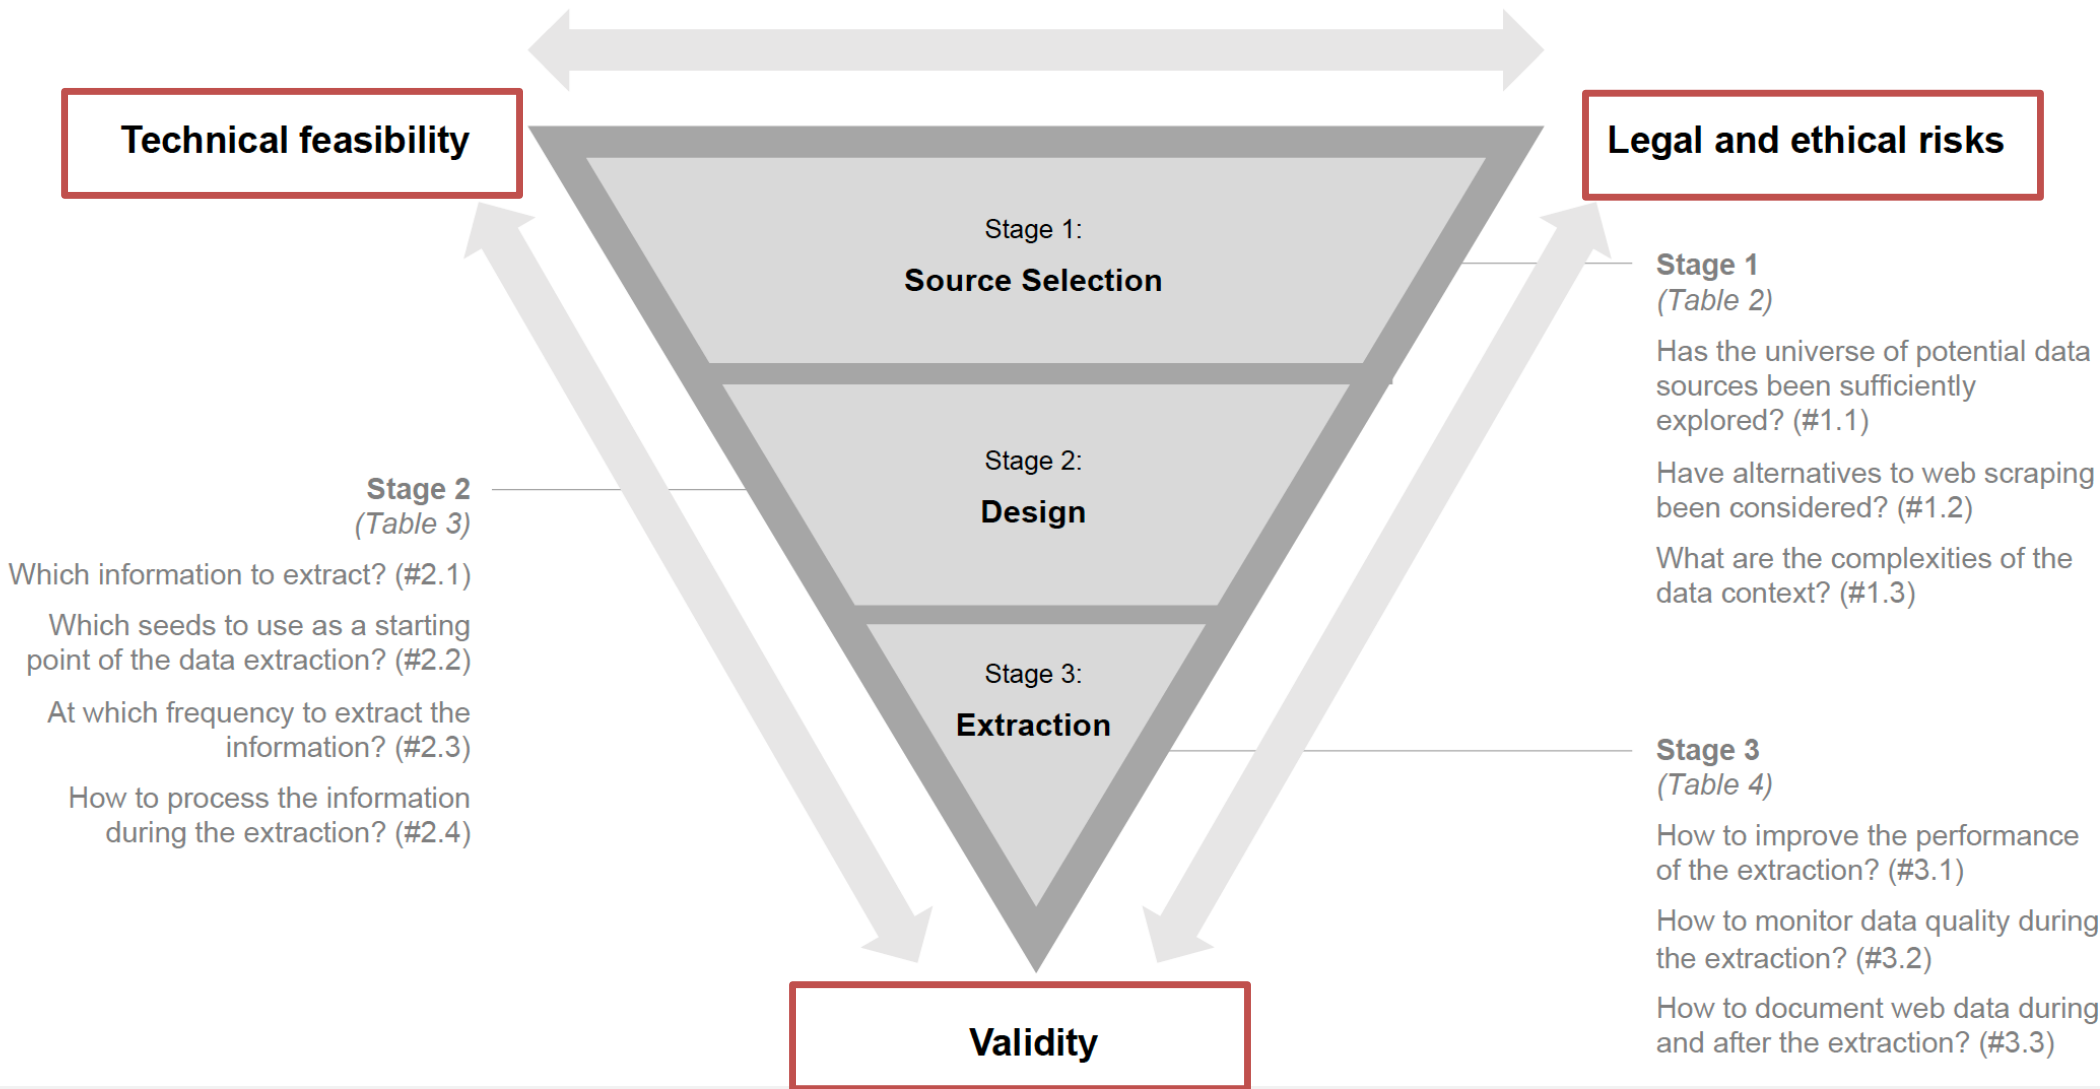 Technical feasibility
Legal and ethical risks
Stage 1:
Source Selection
Stage 2:
Design
Stage 3:
Extraction
Validity
Stage 1
(Table 2)
Has the universe of potential data
sources been sufficiently
explored? (#1.1)
Have alternatives to web scraping
been considered? (#1.2)
What are the complexities of the
data context? (#1.3)
Stage 2
(Table 3)
Which information to extract? (#2.1)
Which seeds to use as a starting
point of the data extraction? (#2.2)
At which frequency to extract the
information? (#2.3)
How to process the information
during the extraction? (#2.4)
Stage 3
(Table 4)
How to improve the performance
of the extraction? (#3.1)
How to monitor data quality during
the extraction? (#3.2)
How to document web data during
and after the extraction? (#3.3)